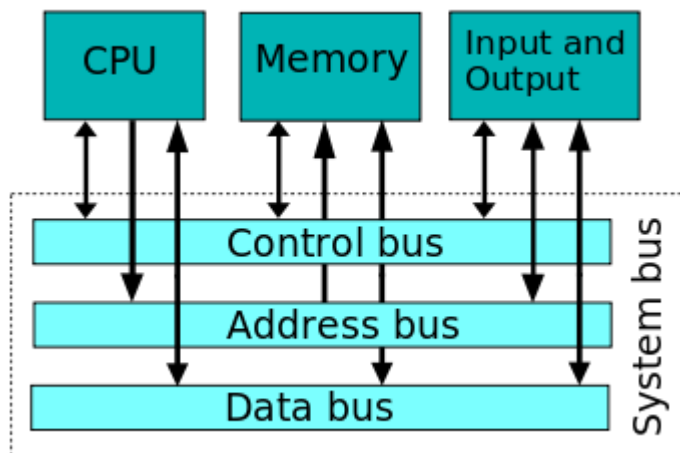 CPU
Memory
Input and
Output
Control bus
Address bus
Data bus
System bus